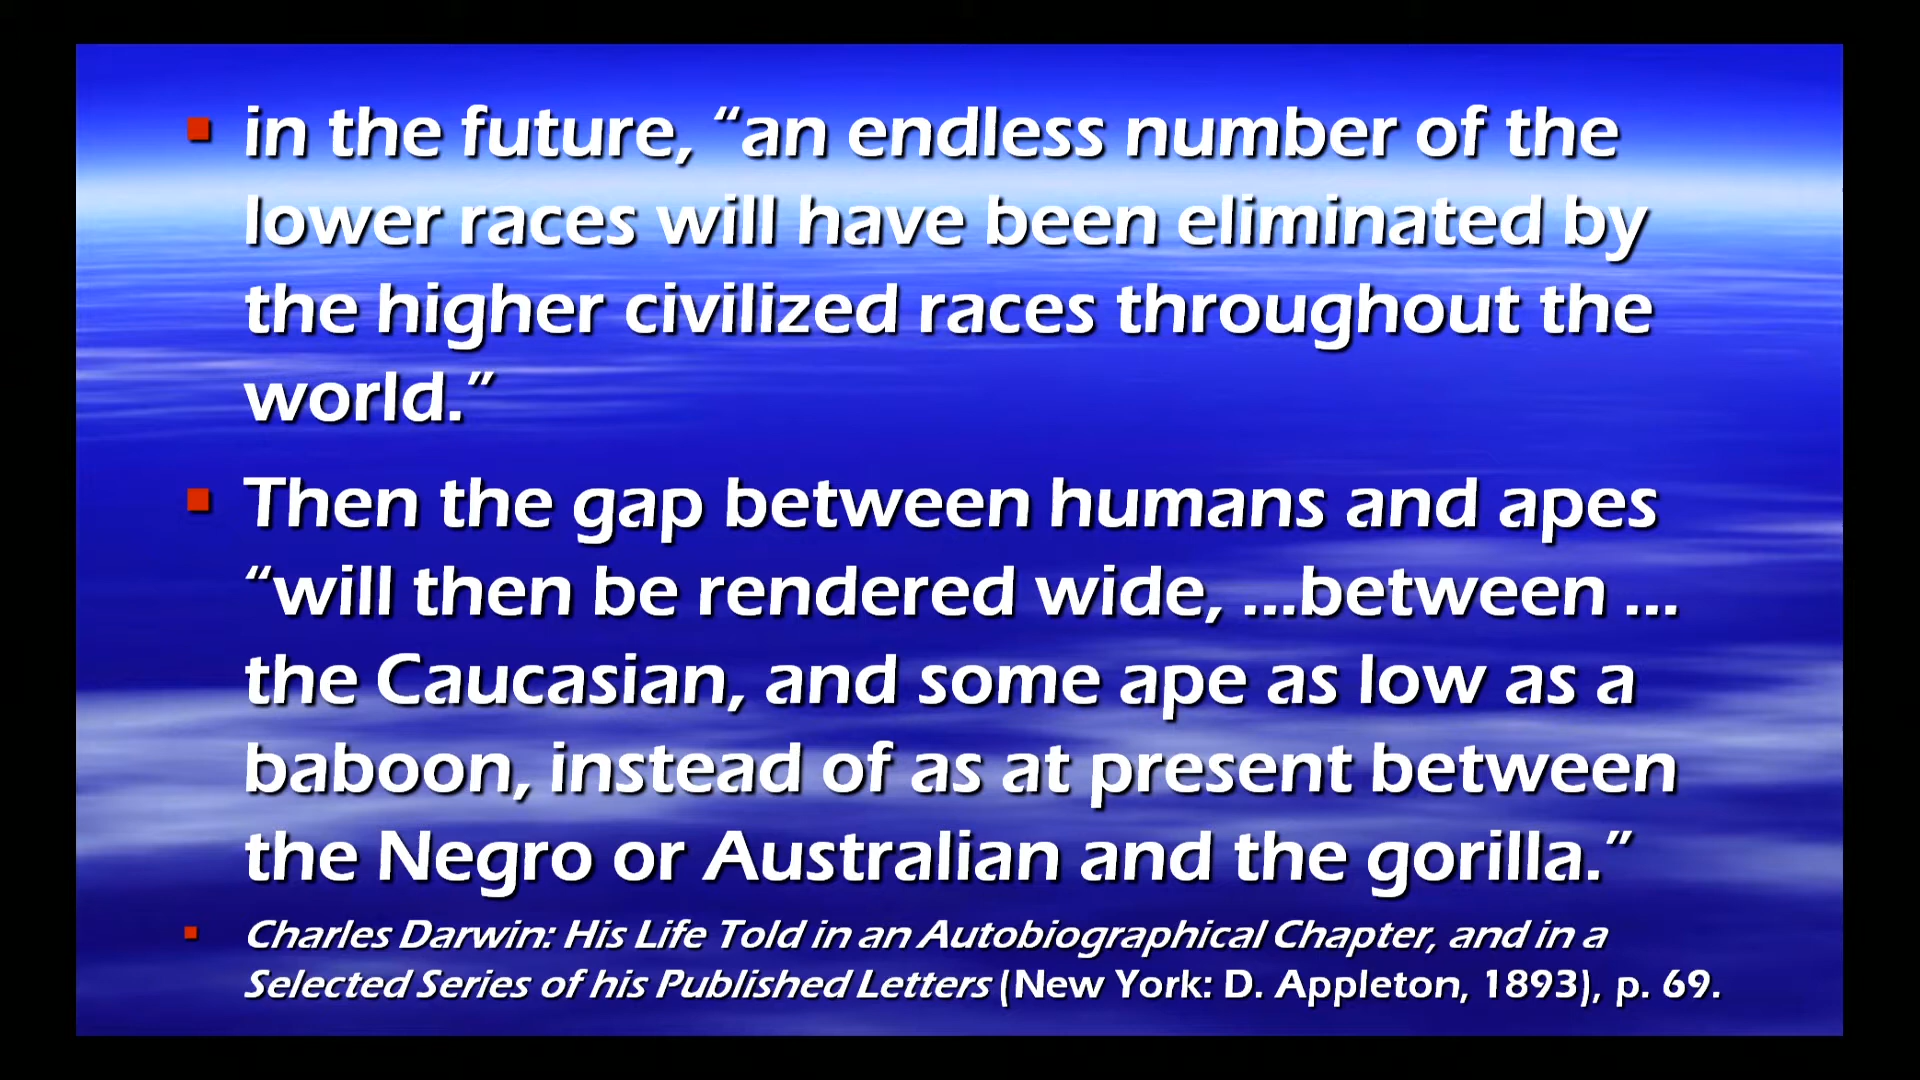 in the future, “an endless number of the
lower races will have been eliminated by
the higher civilized races throughout the
world.”
Then the gap between humans and apes
“will then be rendered wide, ...between ...
the Caucasian, and some ape as low as a
baboon, instead of as at present between
the Negro or Australian and the gorilla.”
Charles Darwin: His Life Told in an Autobiographical Chapter, and in a
Selected Series of his Published Letters (New York: D. Appleton, 1893), p. 69.